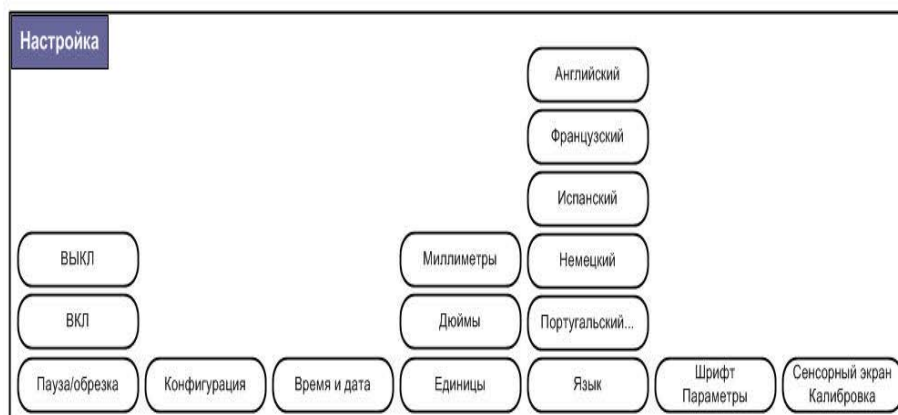 Настройка
Английский
Французский
Испанский
ВЫКЛ
Миллиметры
Немецкий
ВКЛ
Дюймы
Португальский...
Пауза/обрезка
Конфигурация
Время и дата
Единицы
Язык
Шрифт
Параметры
Сенсорный экран
Калибровка